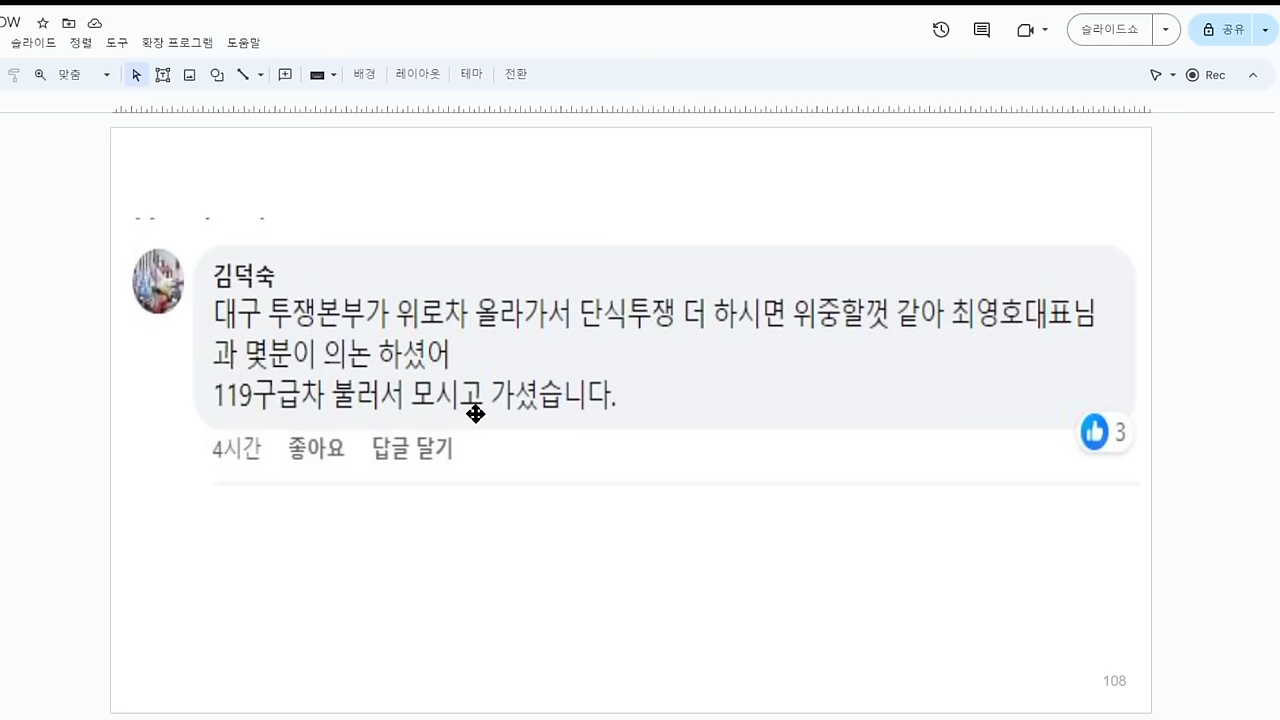 OW
슬라이드 정렬 도구 확장 프로그램 도움말
슬라이드쇼
공유
맞춤
배경 레이아웃 테마 전환
Rec
김덕숙
대구 투쟁본부가 위로차 올라가서 단식투쟁 더 하시면 위중할껏 같아 최영호대표님
과 몇분이 의논 하셨어
119구급차 불러서 모시고 가셨습니다.
4시간 좋아요 답글 달기
3
108